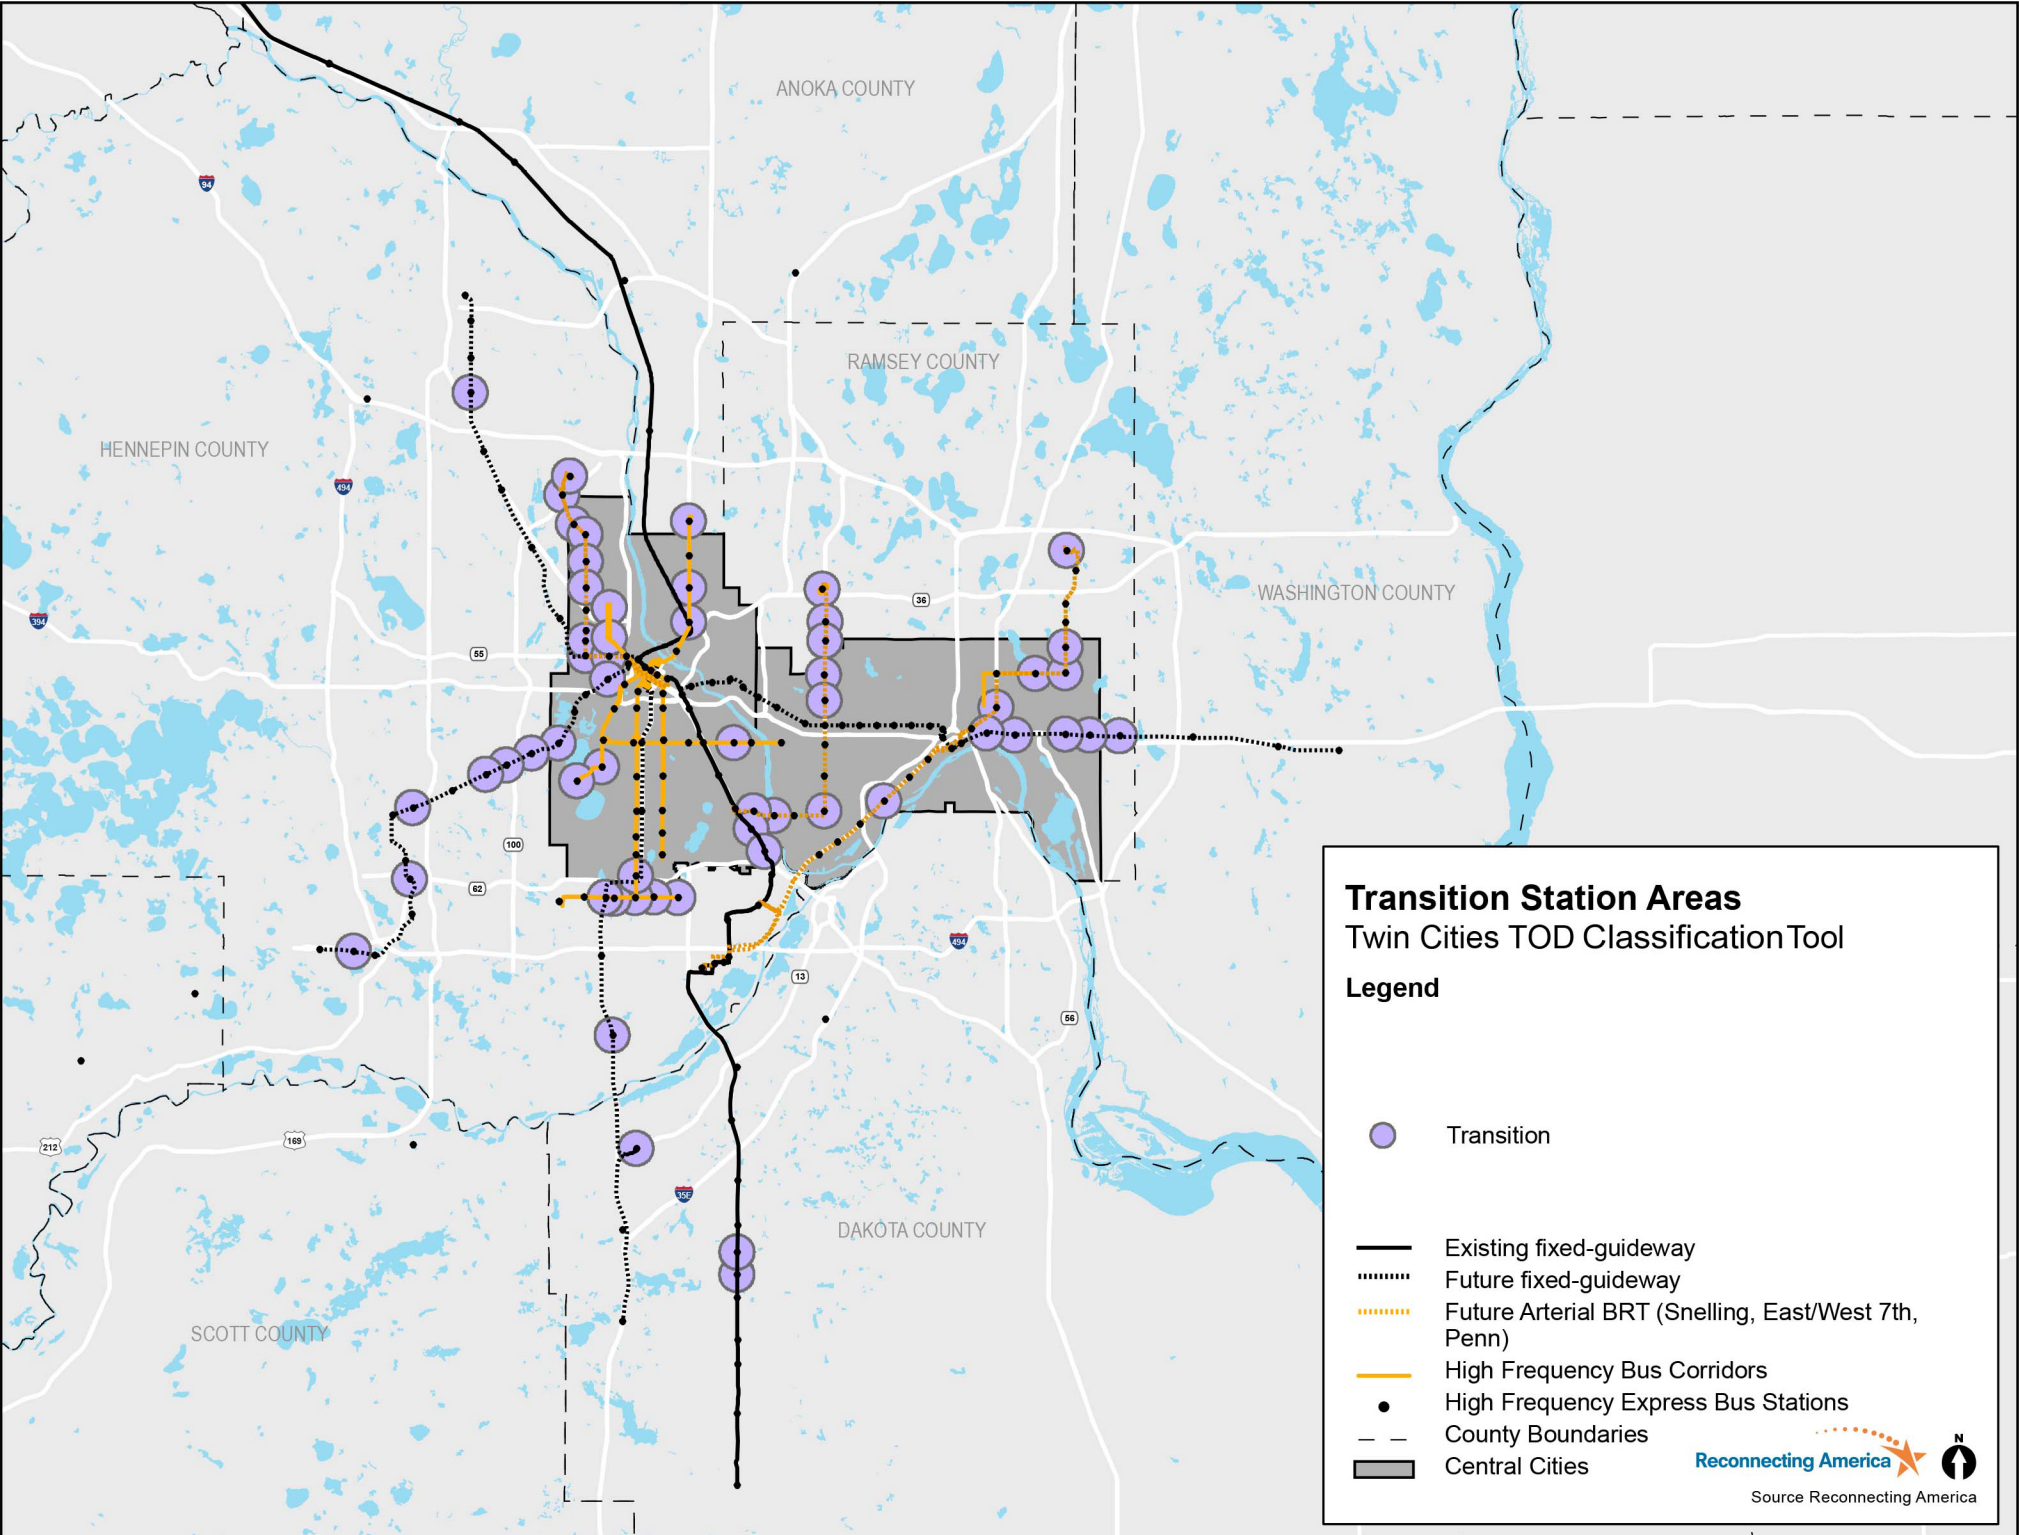 ANOKA COUNTY
94
RAMSEY COUNTY
HENNEPIN COUNTY
494
WASHINGTON COUNTY
36
394
55
100
62
494
13
56
212
169
35E
DAKOTA COUNTY
SCOTT COUNTY
Transition Station Areas
Twin Cities TOD Classification Tool
Legend
Transition
Existing fixed-guideway
Future fixed-guideway
Future Arterial BRT (Snelling, East/West 7th,
Penn)
High Frequency Bus Corridors
High Frequency Express Bus Stations
County Boundaries
Central Cities
Reconnecting America
N
Source Reconnecting America